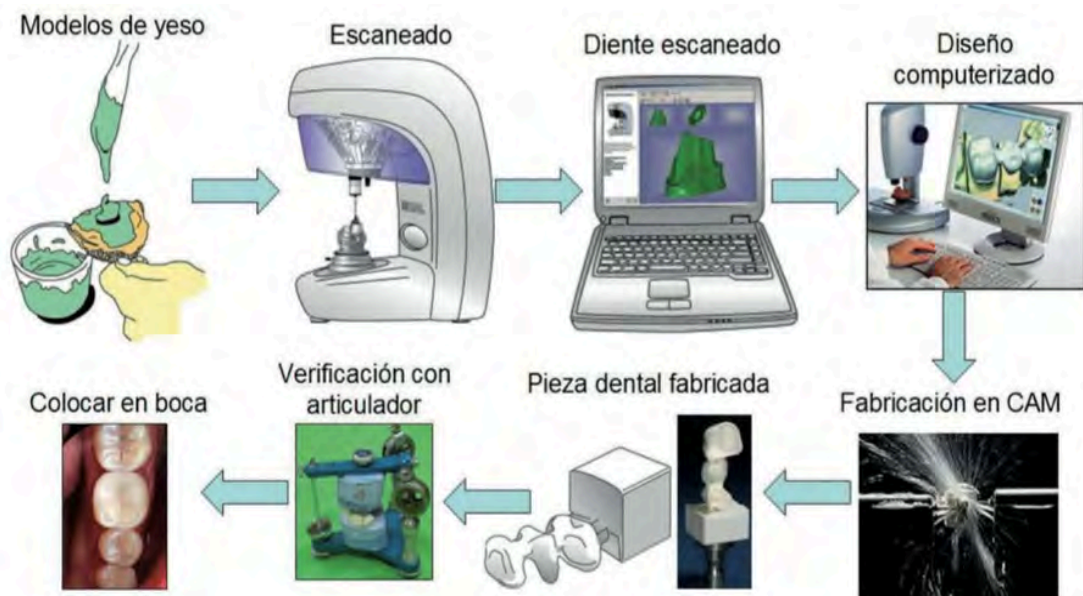 Modelos de yeso
Escaneado
Diente escaneado
Diseño
computerizado
Fabricación en CAM
Pieza dental fabricada
Verificación con
articulador
Colocar en boca